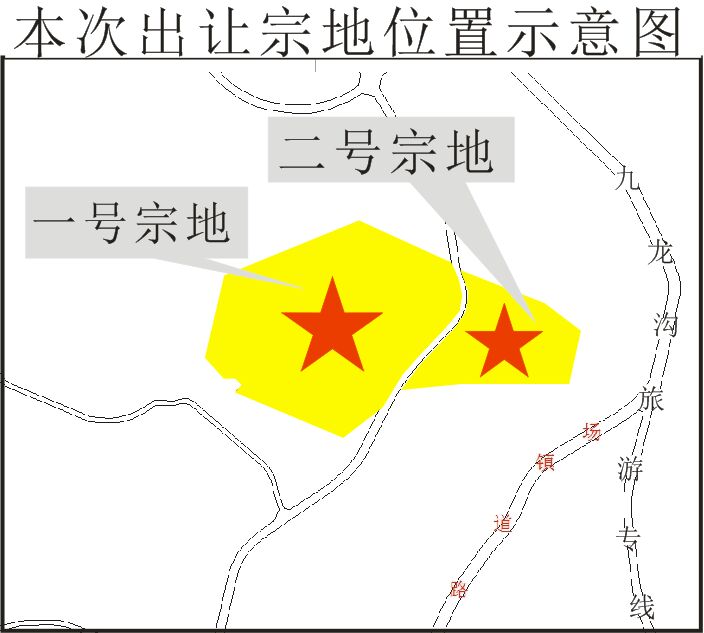 本次出让宗地位置示意图
二号宗地
一号宗地
九龙沟旅游专线
场镇道路